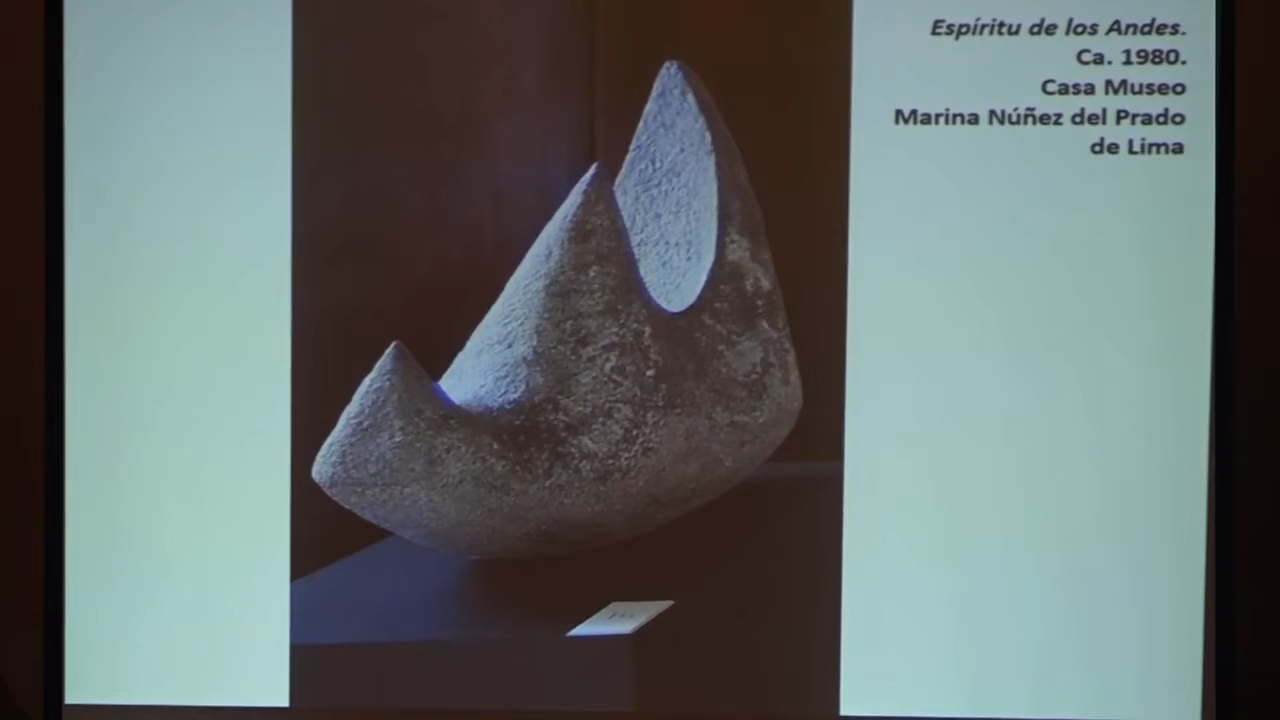 Espíritu de los Andes.
Ca. 1980.
Casa Museo
Marina Núñez del Prado
de Lima